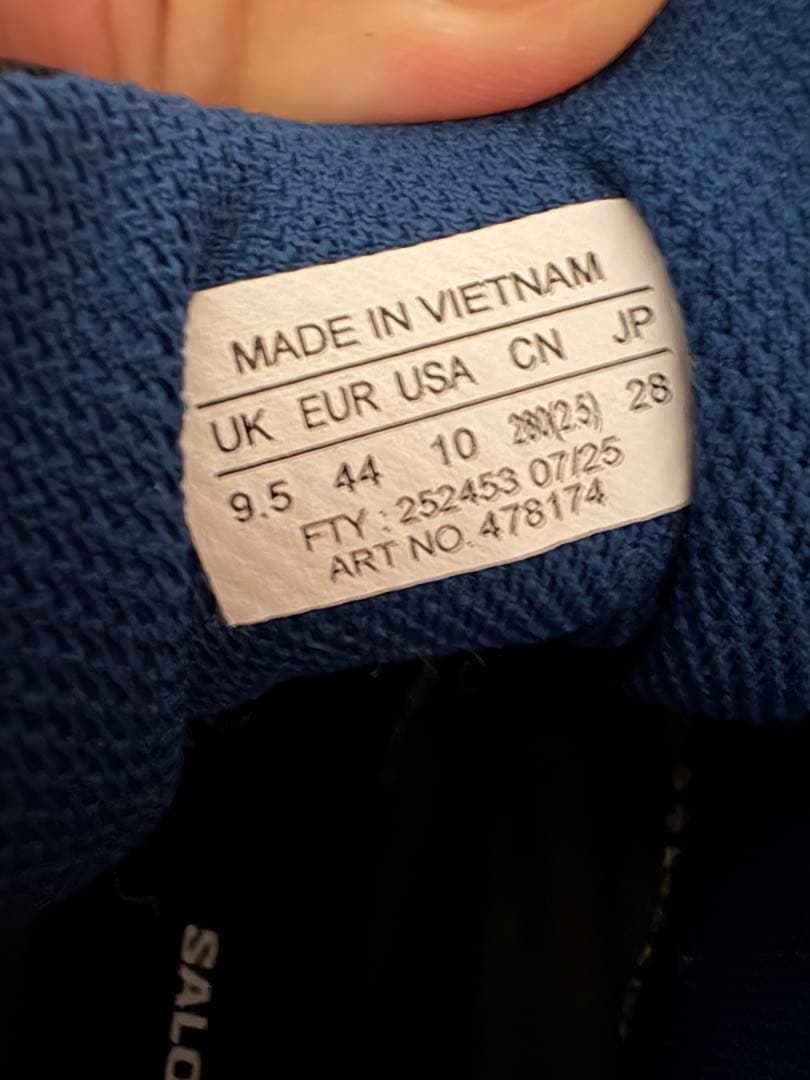 MADE IN VIETNAM
UK EUR USA CN JP
9.5 44 10 280(2.5) 28
FTY : 252453 07/25
ART NO. 478174
SALO